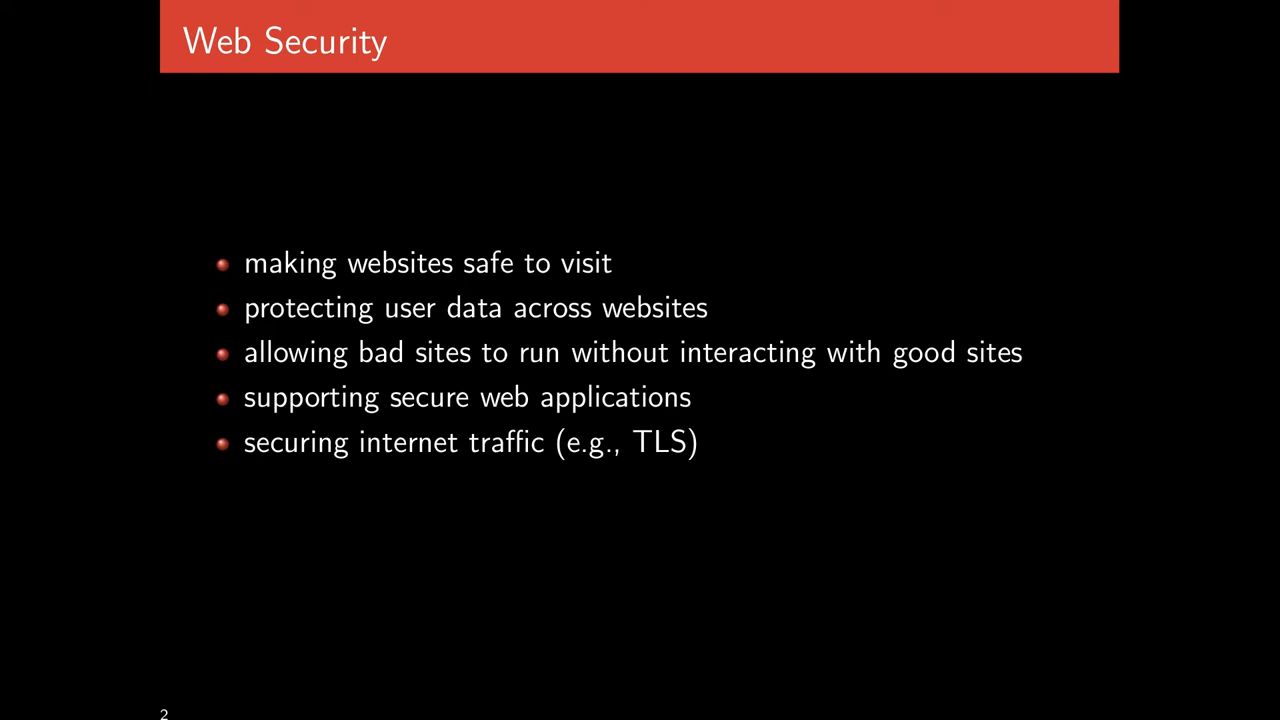 Web Security
making websites safe to visit
protecting user data across websites
allowing bad sites to run without interacting with good sites
supporting secure web applications
securing internet traffic (e.g., TLS)
2